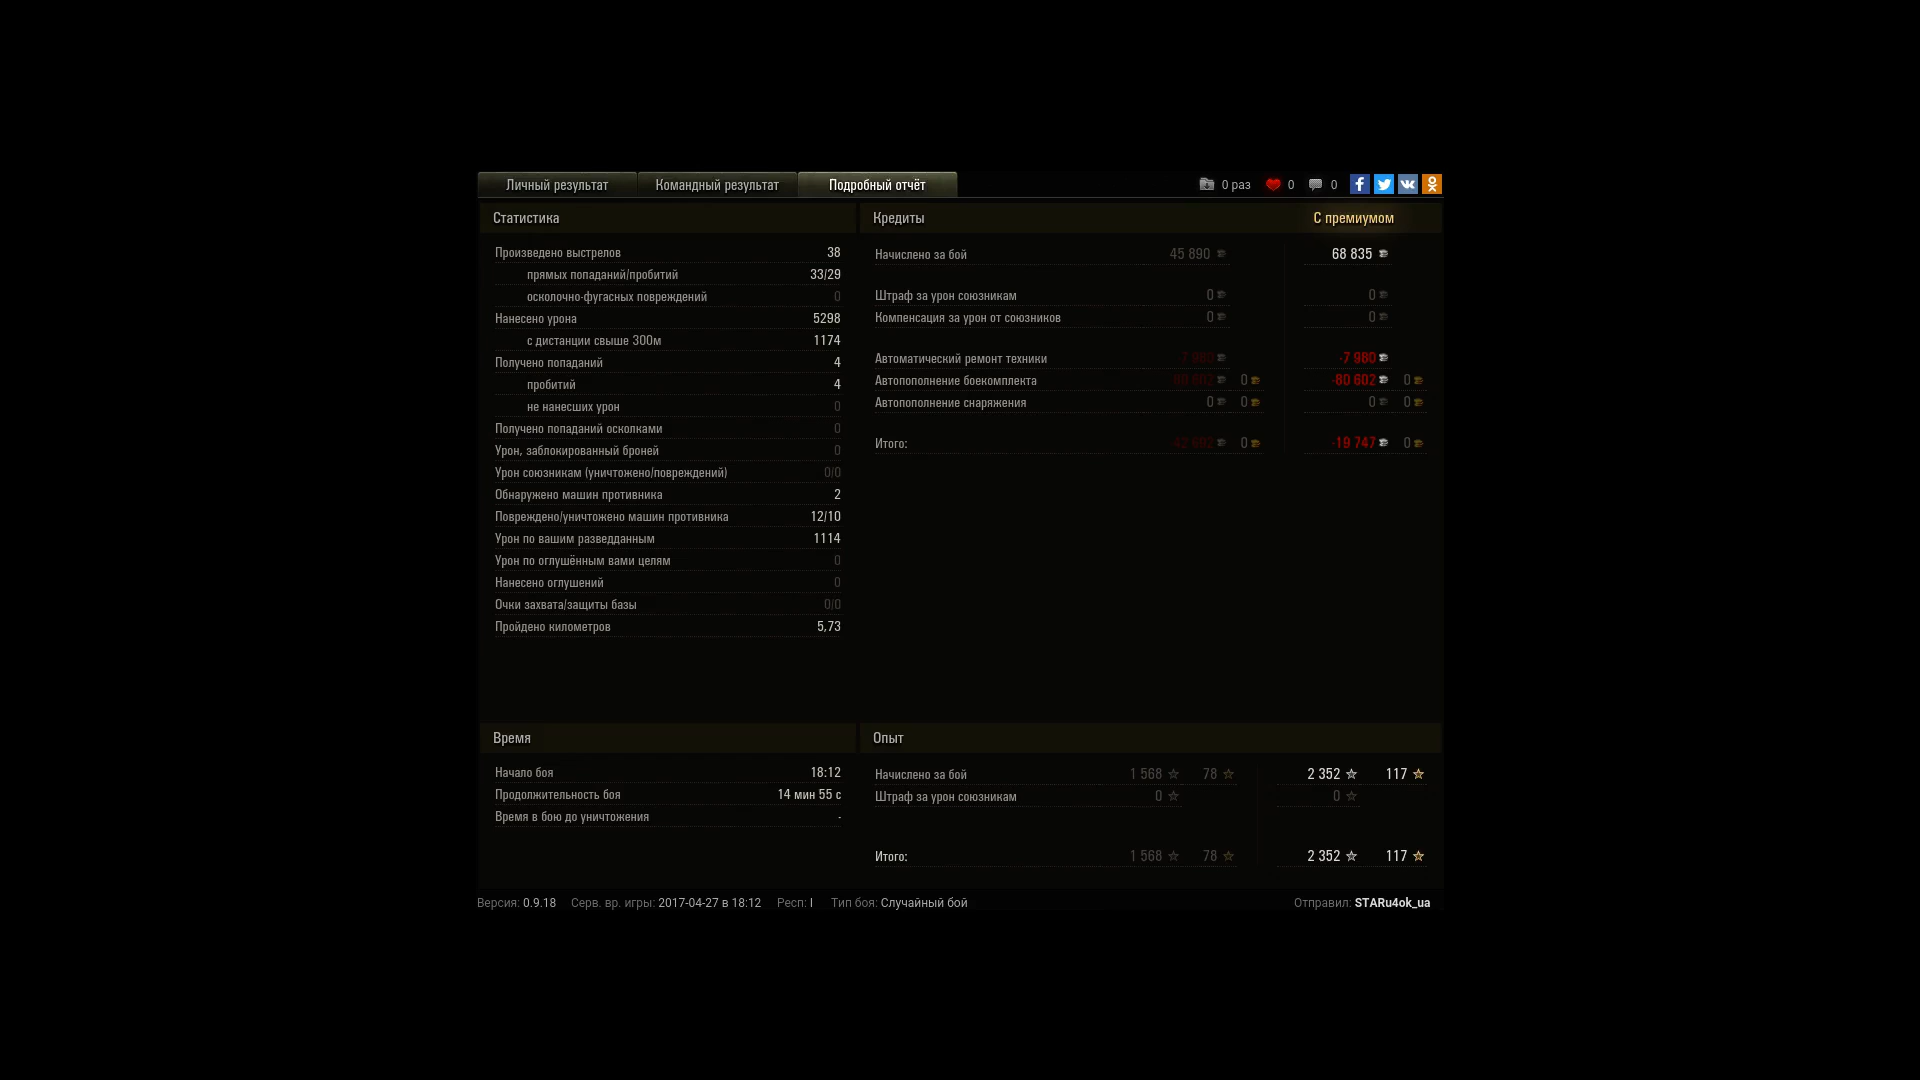 Личный результат Командный результат Подробный отчёт 0 раз 0 0
Статистика
Произведено выстрелов 38
прямых попаданий/пробитий 33/29
осколочно-фугасных повреждений 0
Нанесено урона 5298
с дистанции свыше 300м 1174
Получено попаданий 4
пробитий 4
не нанесших урон 0
Получено попаданий осколками 0
Урон, заблокированный броней 0
Урон союзникам (уничтожено/повреждений) 0/0
Обнаружено машин противника 2
Повреждено/уничтожено машин противника 12/10
Урон по вашим разведданным 1114
Урон по оглушённым вами целям 0
Нанесено оглушений 0
Очки захвата/защиты базы 0/0
Пройдено километров 5,73
Кредиты С премиумом
Начислено за бой 45 890 68 835
Штраф за урон союзникам 0 0
Компенсация за урон от союзников 0 0
Автоматический ремонт техники -7 980 -7 980
Автопополнение боекомплекта -80 602 0 -80 602 0
Автопополнение снаряжения 0 0 0 0
Итого: -42 692 0 -19 747 0
Время
Начало боя 18:12
Продолжительность боя 14 мин 55 с
Время в бою до уничтожения -
Опыт
Начислено за бой 1 568 78 2 352 117
Штраф за урон союзникам 0 0
Итого: 1 568 78 2 352 117
Версия: 0.9.18 Серв. вр. игры: 2017-04-27 в 18:12 Респ: I Тип боя: Случайный бой Отправил: STARu4ok_ua